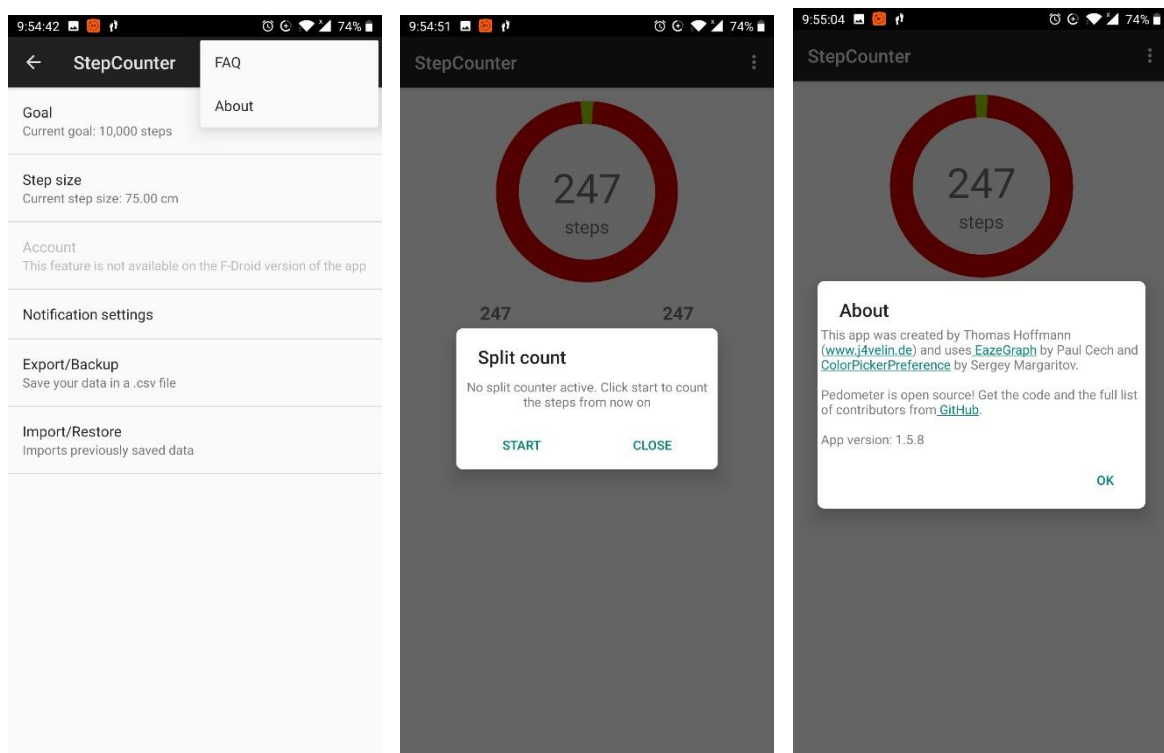 9:54:42
74%
StepCounter
FAQ
About
Goal
Current goal: 10,000 steps
Step size
Current step size: 75.00 cm
Account
This feature is not available on the F-Droid version of the app
Notification settings
Export/Backup
Save your data in a .csv file
Import/Restore
Imports previously saved data
9:54:51
74%
StepCounter
247
steps
247 247
Split count
No split counter active. Click start to count
the steps from now on
START CLOSE
9:55:04
74%
StepCounter
247
steps
About
This app was created by Thomas Hoffmann
(www.j4velin.de) and uses EazeGraph by Paul Cech and
ColorPickerPreference by Sergey Margaritov.
Pedometer is open source! Get the code and the full list
of contributors from GitHub.
App version: 1.5.8
OK